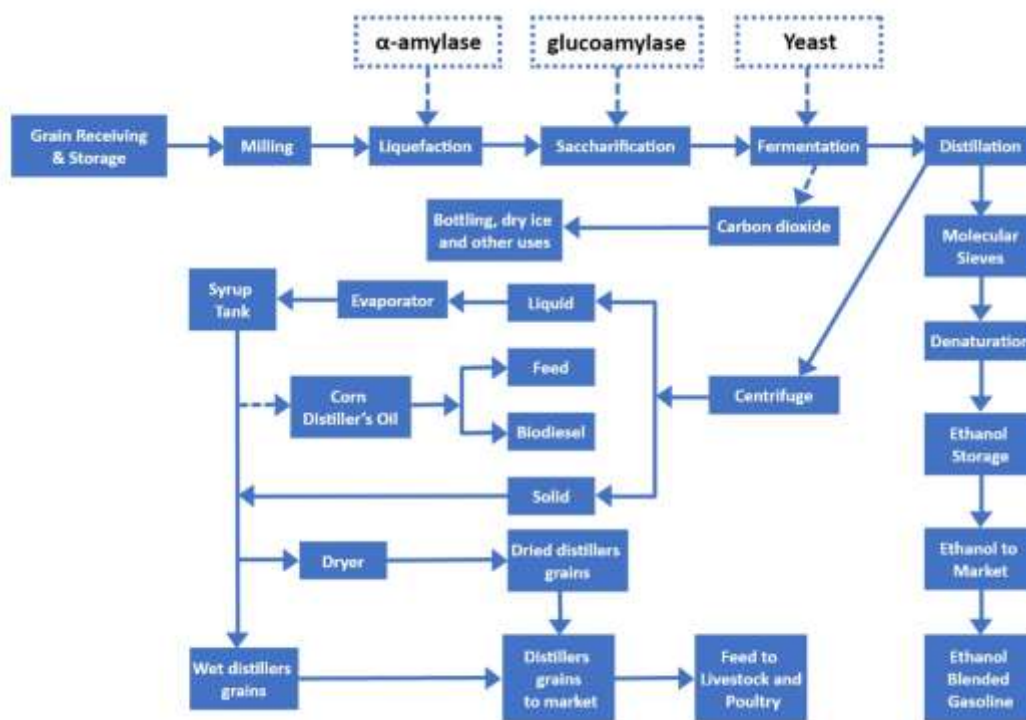 α-amylase
glucoamylase
Yeast
Grain Receiving
& Storage
Milling
Liquefaction
Saccharification
Fermentation
Distillation
Bottling, dry ice
and other uses
Carbon dioxide
Molecular
Sieves
Syrup
Tank
Evaporator
Liquid
Denaturation
Corn
Distiller's Oil
Feed
Biodiesel
Centrifuge
Ethanol
Storage
Solid
Dryer
Dried distillers
grains
Ethanol to
Market
Wet distillers
grains
Distillers
grains
to market
Feed to
Livestock and
Poultry
Ethanol
Blended
Gasoline